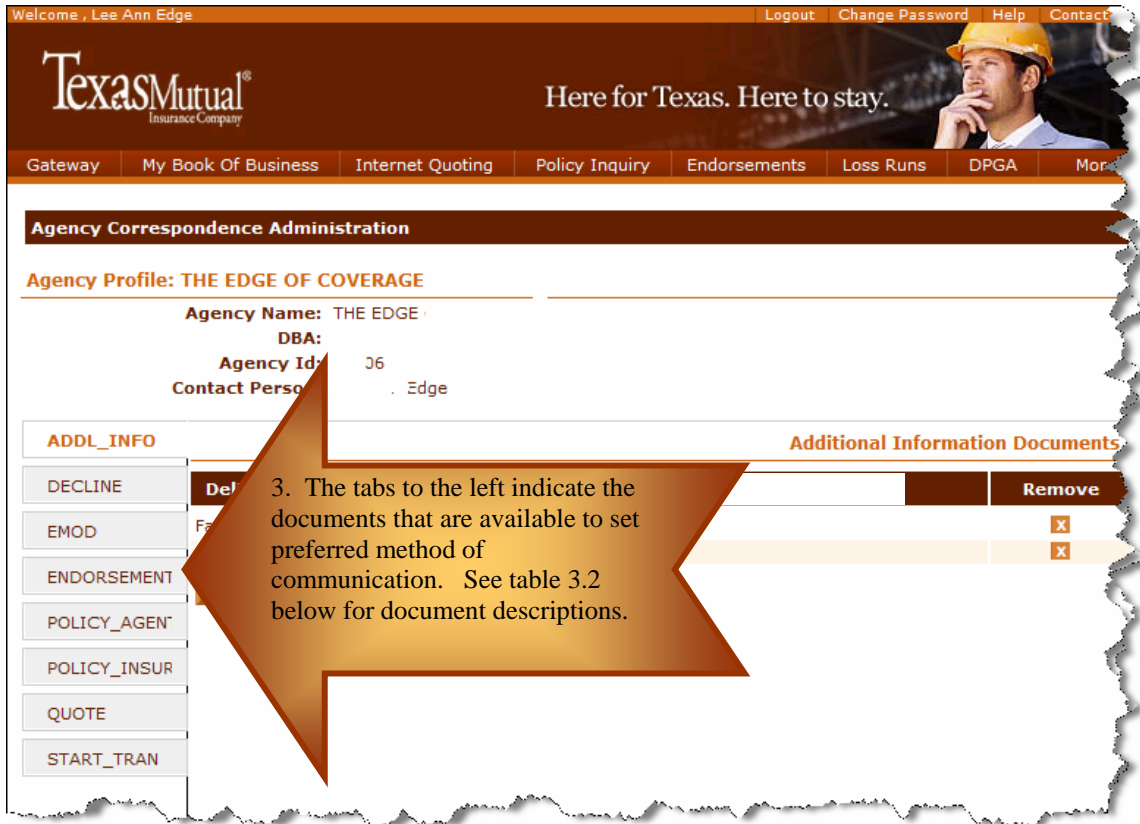 Welcome , Lee Ann Edge Logout Change Password Help Contact
TexasMutual®
Insurance Company
Here for Texas. Here to stay.
Gateway My Book Of Business Internet Quoting Policy Inquiry Endorsements Loss Runs DPGA Mor
Agency Correspondence Administration
Agency Profile: THE EDGE OF COVERAGE
Agency Name: THE EDGE
DBA:
Agency Id: 06
Contact Perso . Edge
ADDL_INFO
Additional Information Documents
DECLINE
Del
Remove
EMOD
Fa
X
X
ENDORSEMENT
POLICY_AGENT
POLICY_INSUR
QUOTE
START_TRAN
3. The tabs to the left indicate the
documents that are available to set
preferred method of
communication. See table 3.2
below for document descriptions.